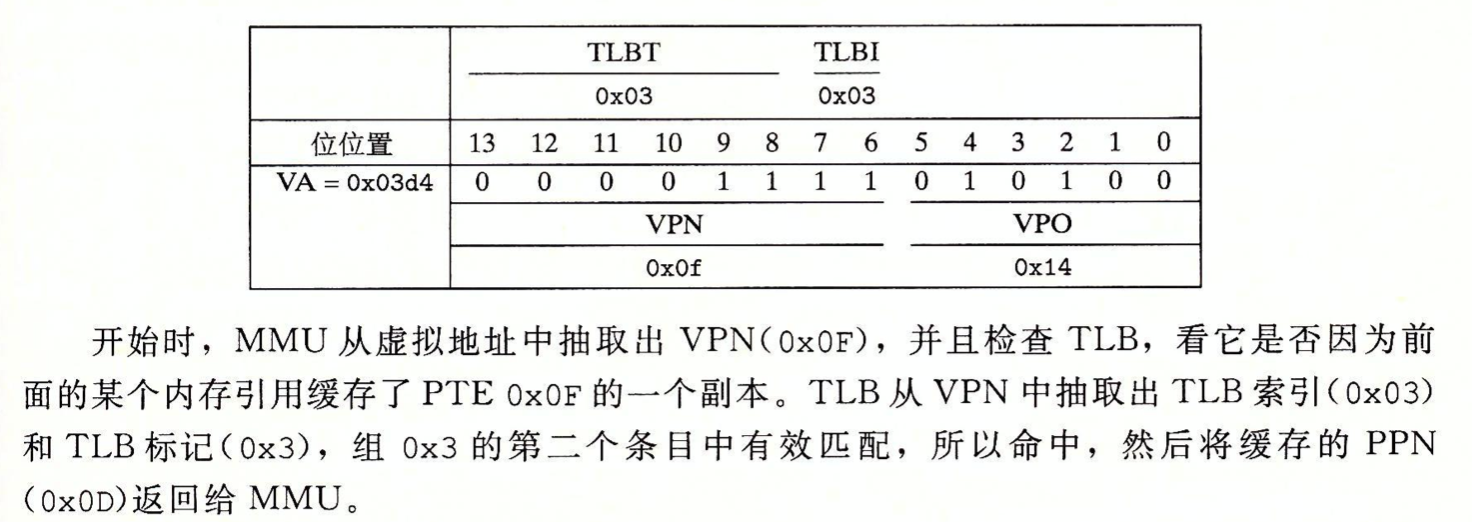 TLBT TLBI
0x03 0x03
位位置 13 12 11 10 9 8 7 6 5 4 3 2 1 0
VA = 0x03d4 0 0 0 0 1 1 1 1 0 1 0 1 0 0
VPN VPO
0x0f 0x14
开始时，MMU 从虚拟地址中抽取出 VPN(0x0F)，并且检查 TLB，看它是否因为前
面的某个内存引用缓存了 PTE 0x0F 的一个副本。TLB 从 VPN 中抽取出 TLB 索引(0x03)
和 TLB 标记(0x3)，组 0x3 的第二个条目中有效匹配，所以命中，然后将缓存的 PPN
(0x0D)返回给 MMU。